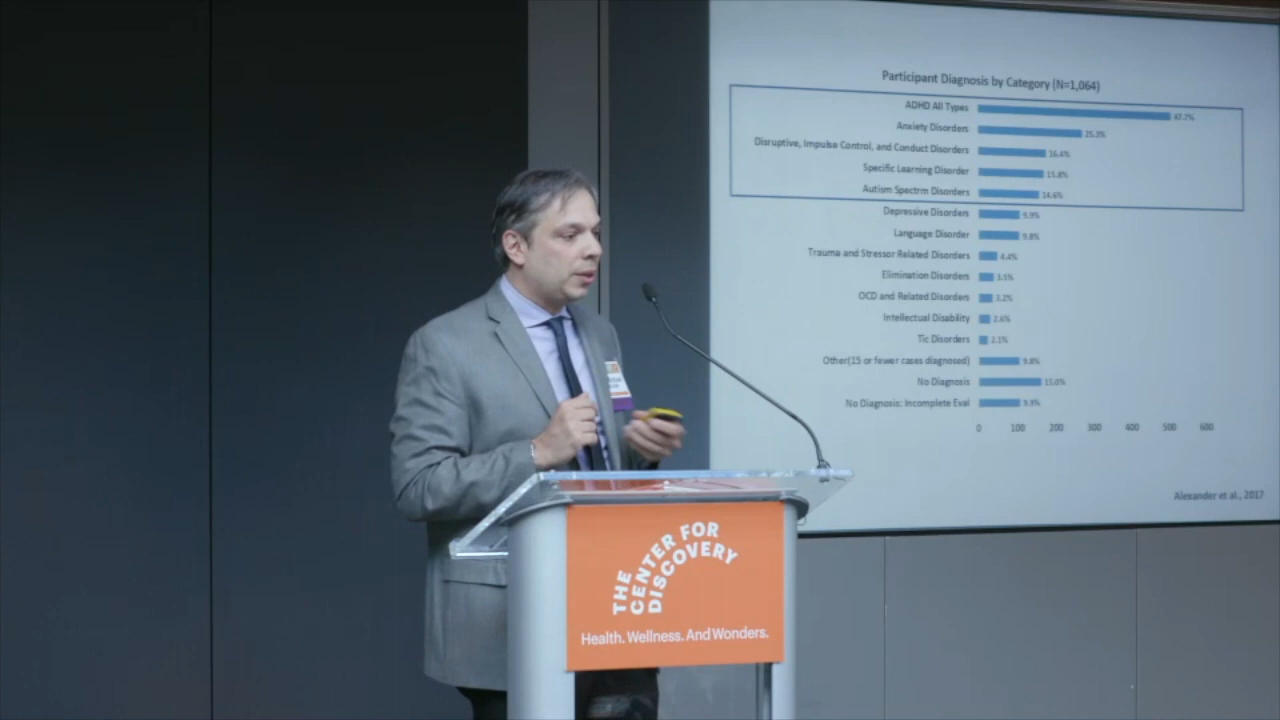 Participant Diagnosis by Category (N=1,064)
ADHD All Types 47.7%
Anxiety Disorders 25.3%
Disruptive, Impulse Control, and Conduct Disorders 16.4%
Specific Learning Disorder 15.8%
Autism Spectrm Disorders 14.6%
Depressive Disorders 9.9%
Language Disorder 9.8%
Trauma and Stressor Related Disorders 4.4%
Elimination Disorders 3.5%
OCD and Related Disorders 3.2%
Intellectual Disability 2.6%
Tic Disorders 2.1%
Other(15 or fewer cases diagnosed) 9.8%
No Diagnosis 15.0%
No Diagnosis: Incomplete Eval 9.9%
0 100 200 300 400 500 600
Alexander et al., 2017
THE
CENTER FOR
DISCOVERY
Health. Wellness. And Wonders.